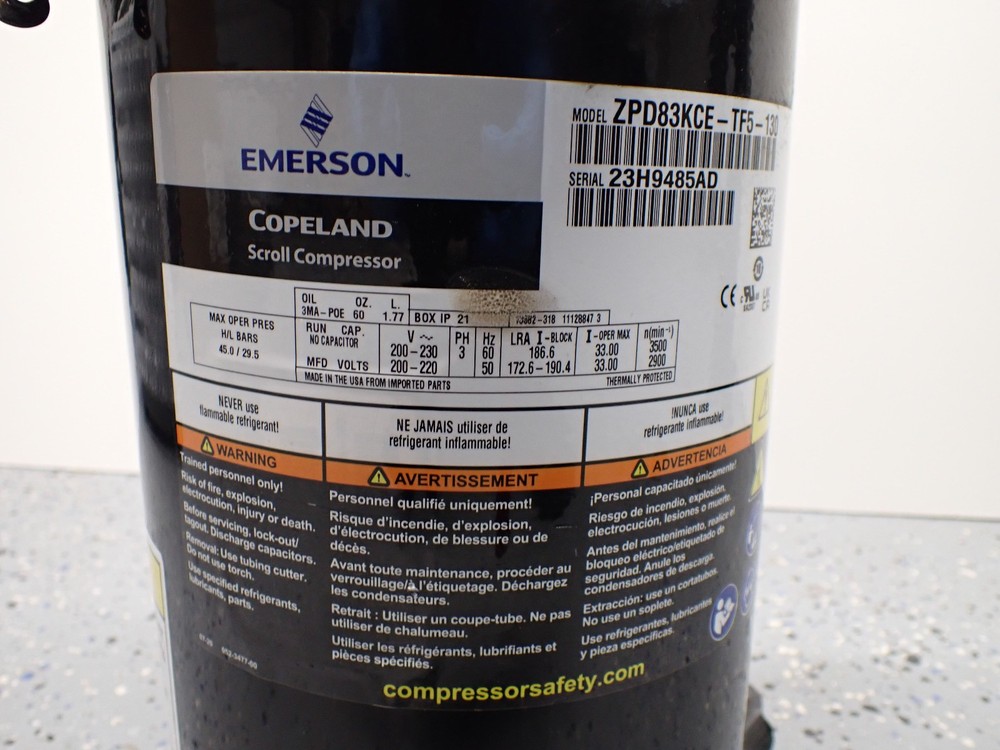 EMERSON™
COPELAND™
Scroll Compressor
MODEL ZPD83KCE-TF5-130
SERIAL 23H9485AD
CE
MAX OPER PRES
H/L BARS
45.0 / 29.5
OIL OZ. L.
3MA-POE 60 1.77
BOX IP 21
11128847 3
RUN CAP. V ~ PH Hz LRA I-BLOCK I-OPER MAX n(min⁻¹)
NO CAPACITOR 200-230 3 60 186.6 33.00 3500
MFD VOLTS 200-220 50 172.6-190.4 33.00 2900
MADE IN THE USA FROM IMPORTED PARTS THERMALLY PROTECTED
NEVER use
flammable refrigerant!
WARNING
Trained personnel only!
Risk of fire, explosion,
electrocution, injury or death.
Before servicing, lock-out/
tagout. Discharge capacitors.
Removal: Use tubing cutter.
Do not use torch.
Use specified refrigerants,
lubricants, parts.
NE JAMAIS utiliser de
refrigerant inflammable!
AVERTISSEMENT
Personnel qualifié uniquement!
Risque d'incendie, d'explosion,
d'électrocution, de blessure ou de
décès.
Avant toute maintenance, procéder au
verrouillage/à l'étiquetage. Déchargez
les condensateurs.
Retrait : Utiliser un coupe-tube. Ne pas
utiliser de chalumeau.
Utiliser les réfrigérants, lubrifiants et
pièces spécifiés.
¡NUNCA use
refrigerante inflammable!
ADVERTENCIA
¡Personal capacitado únicamente!
Riesgo de incendio, explosión,
electrocución, lesiones o muerte.
Antes del mantenimiento, realice el
bloqueo eléctrico/etiquetado de
seguridad. Anule los
condensadores de descarga.
Extracción: use un cortatubos.
No use un soplete.
Use refrigerantes, lubricantes
y pieza específicas.
compressorsafety.com